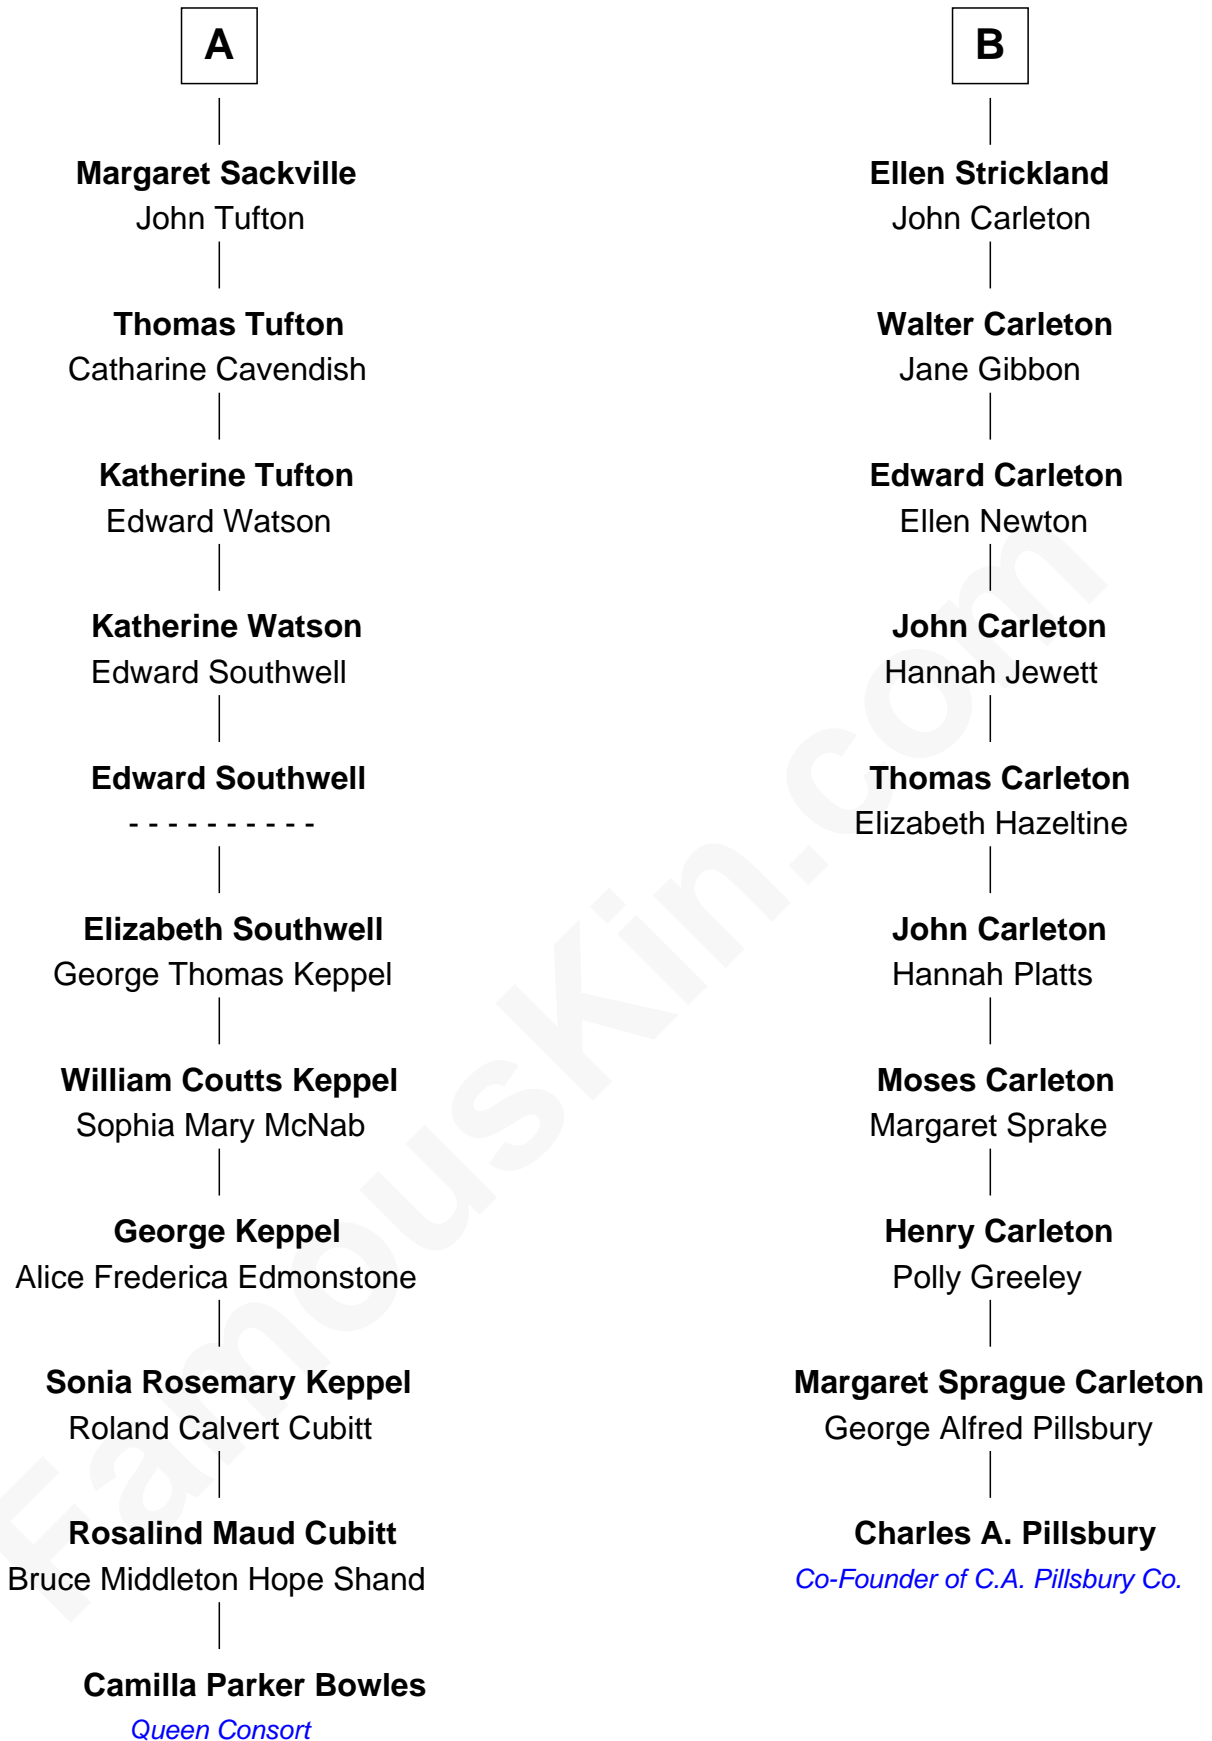 A
Margaret Sackville
John Tufton
Thomas Tufton
Catharine Cavendish
Katherine Tufton
Edward Watson
Katherine Watson
Edward Southwell
Edward Southwell
- - - - - - - - - -
Elizabeth Southwell
George Thomas Keppel
William Coutts Keppel
Sophia Mary McNab
George Keppel
Alice Frederica Edmonstone
Sonia Rosemary Keppel
Roland Calvert Cubitt
Rosalind Maud Cubitt
Bruce Middleton Hope Shand
Camilla Parker Bowles
Queen Consort
B
Ellen Strickland
John Carleton
Walter Carleton
Jane Gibbon
Edward Carleton
Ellen Newton
John Carleton
Hannah Jewett
Thomas Carleton
Elizabeth Hazeltine
John Carleton
Hannah Platts
Moses Carleton
Margaret Sprake
Henry Carleton
Polly Greeley
Margaret Sprague Carleton
George Alfred Pillsbury
Charles A. Pillsbury
Co-Founder of C.A. Pillsbury Co.
FamousKin.com